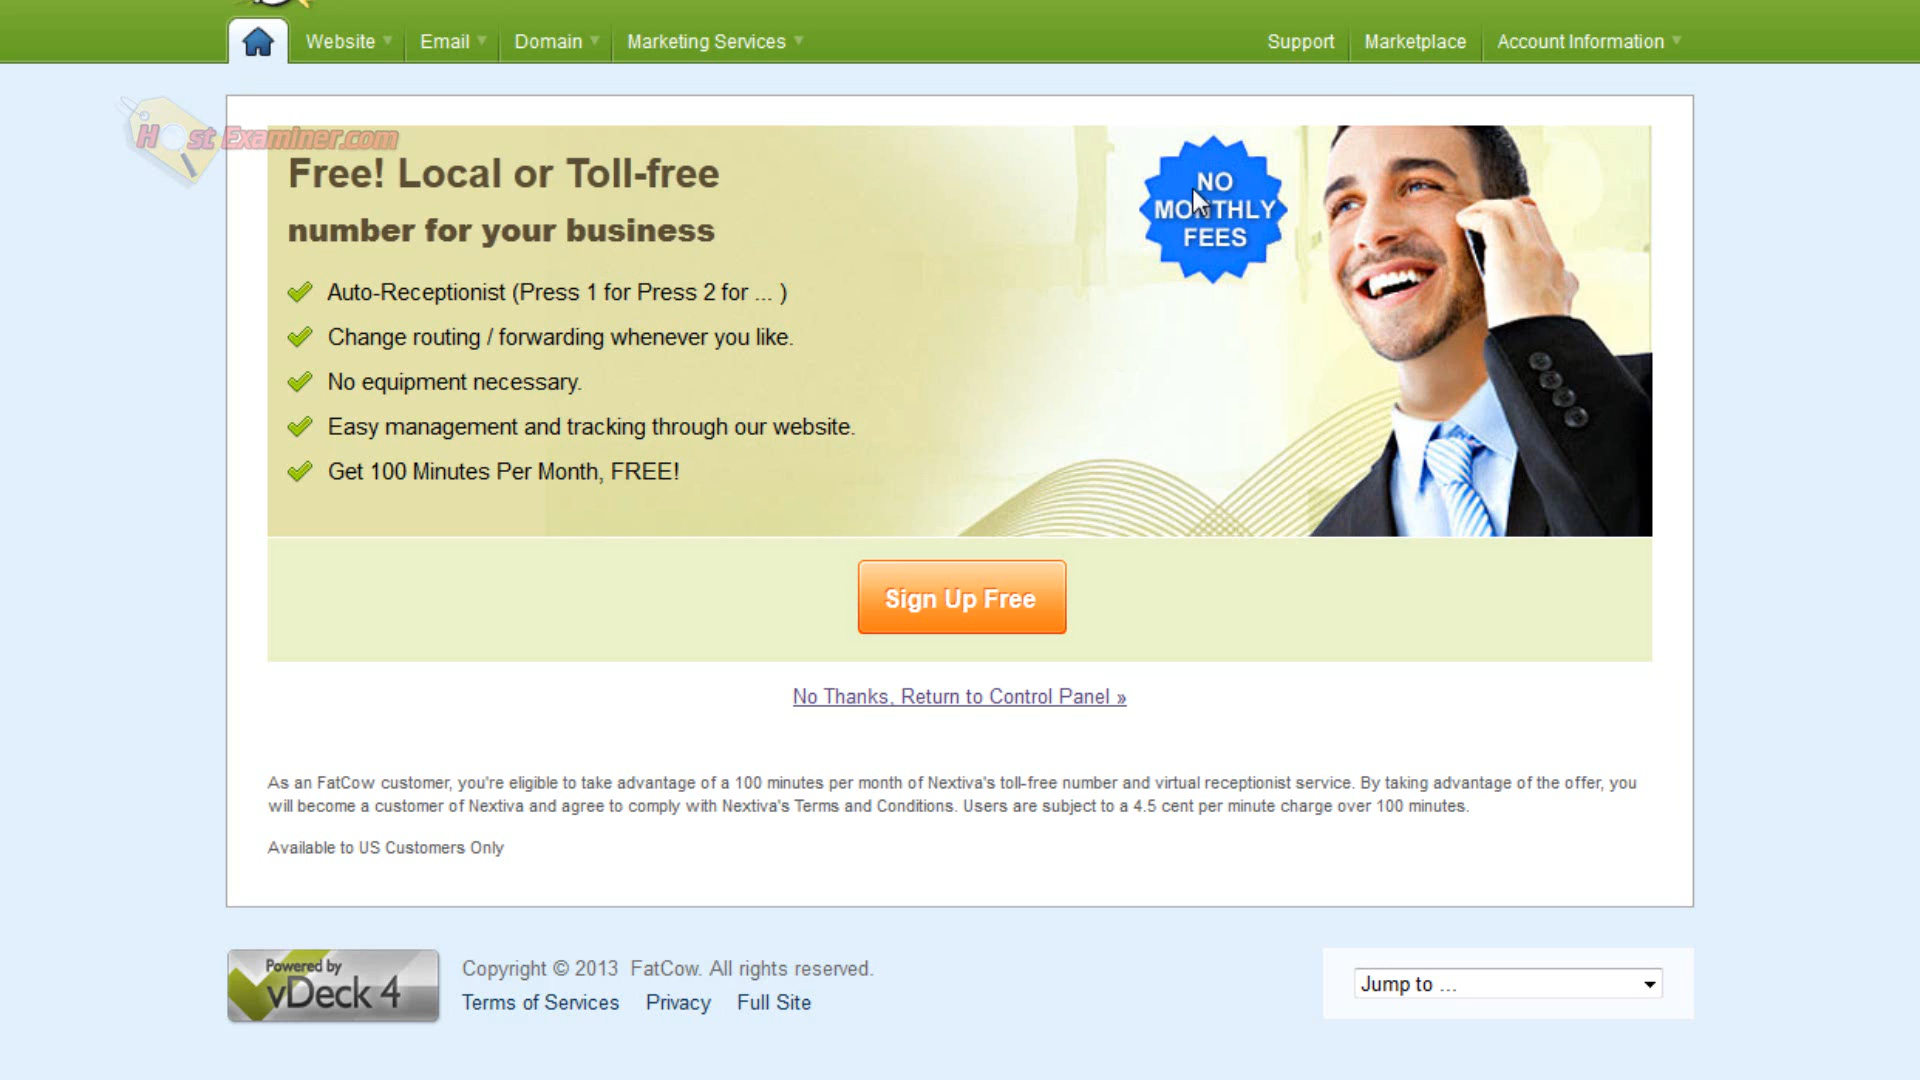 Website
Email
Domain
Marketing Services
Support
Marketplace
Account Information
HostExaminer.com
Free! Local or Toll-free
number for your business
NO
MONTHLY
FEES
Auto-Receptionist (Press 1 for Press 2 for ... )
Change routing / forwarding whenever you like.
No equipment necessary.
Easy management and tracking through our website.
Get 100 Minutes Per Month, FREE!
Sign Up Free
No Thanks, Return to Control Panel »
As an FatCow customer, you're eligible to take advantage of a 100 minutes per month of Nextiva's toll-free number and virtual receptionist service. By taking advantage of the offer, you
will become a customer of Nextiva and agree to comply with Nextiva's Terms and Conditions. Users are subject to a 4.5 cent per minute charge over 100 minutes.
Available to US Customers Only
Powered by
vDeck 4
Copyright © 2013 FatCow. All rights reserved.
Terms of Services Privacy Full Site
Jump to ...